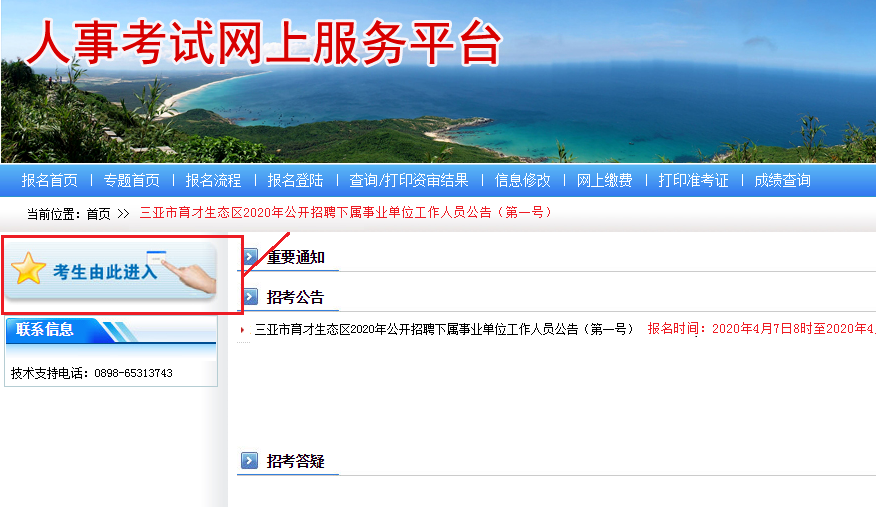 人事考试网上服务平台
报名首页 | 专题首页 | 报名流程 | 报名登陆 | 查询/打印资审结果 | 信息修改 | 网上缴费 | 打印准考证 | 成绩查询
当前位置：首页 >> 三亚市育才生态区2020年公开招聘下属事业单位工作人员公告（第一号）
考生由此进入
联系信息
技术支持电话：0898-65313743
重要通知
招考公告
三亚市育才生态区2020年公开招聘下属事业单位工作人员公告（第一号） 报名时间：2020年4月7日8时至2020年4
招考答疑